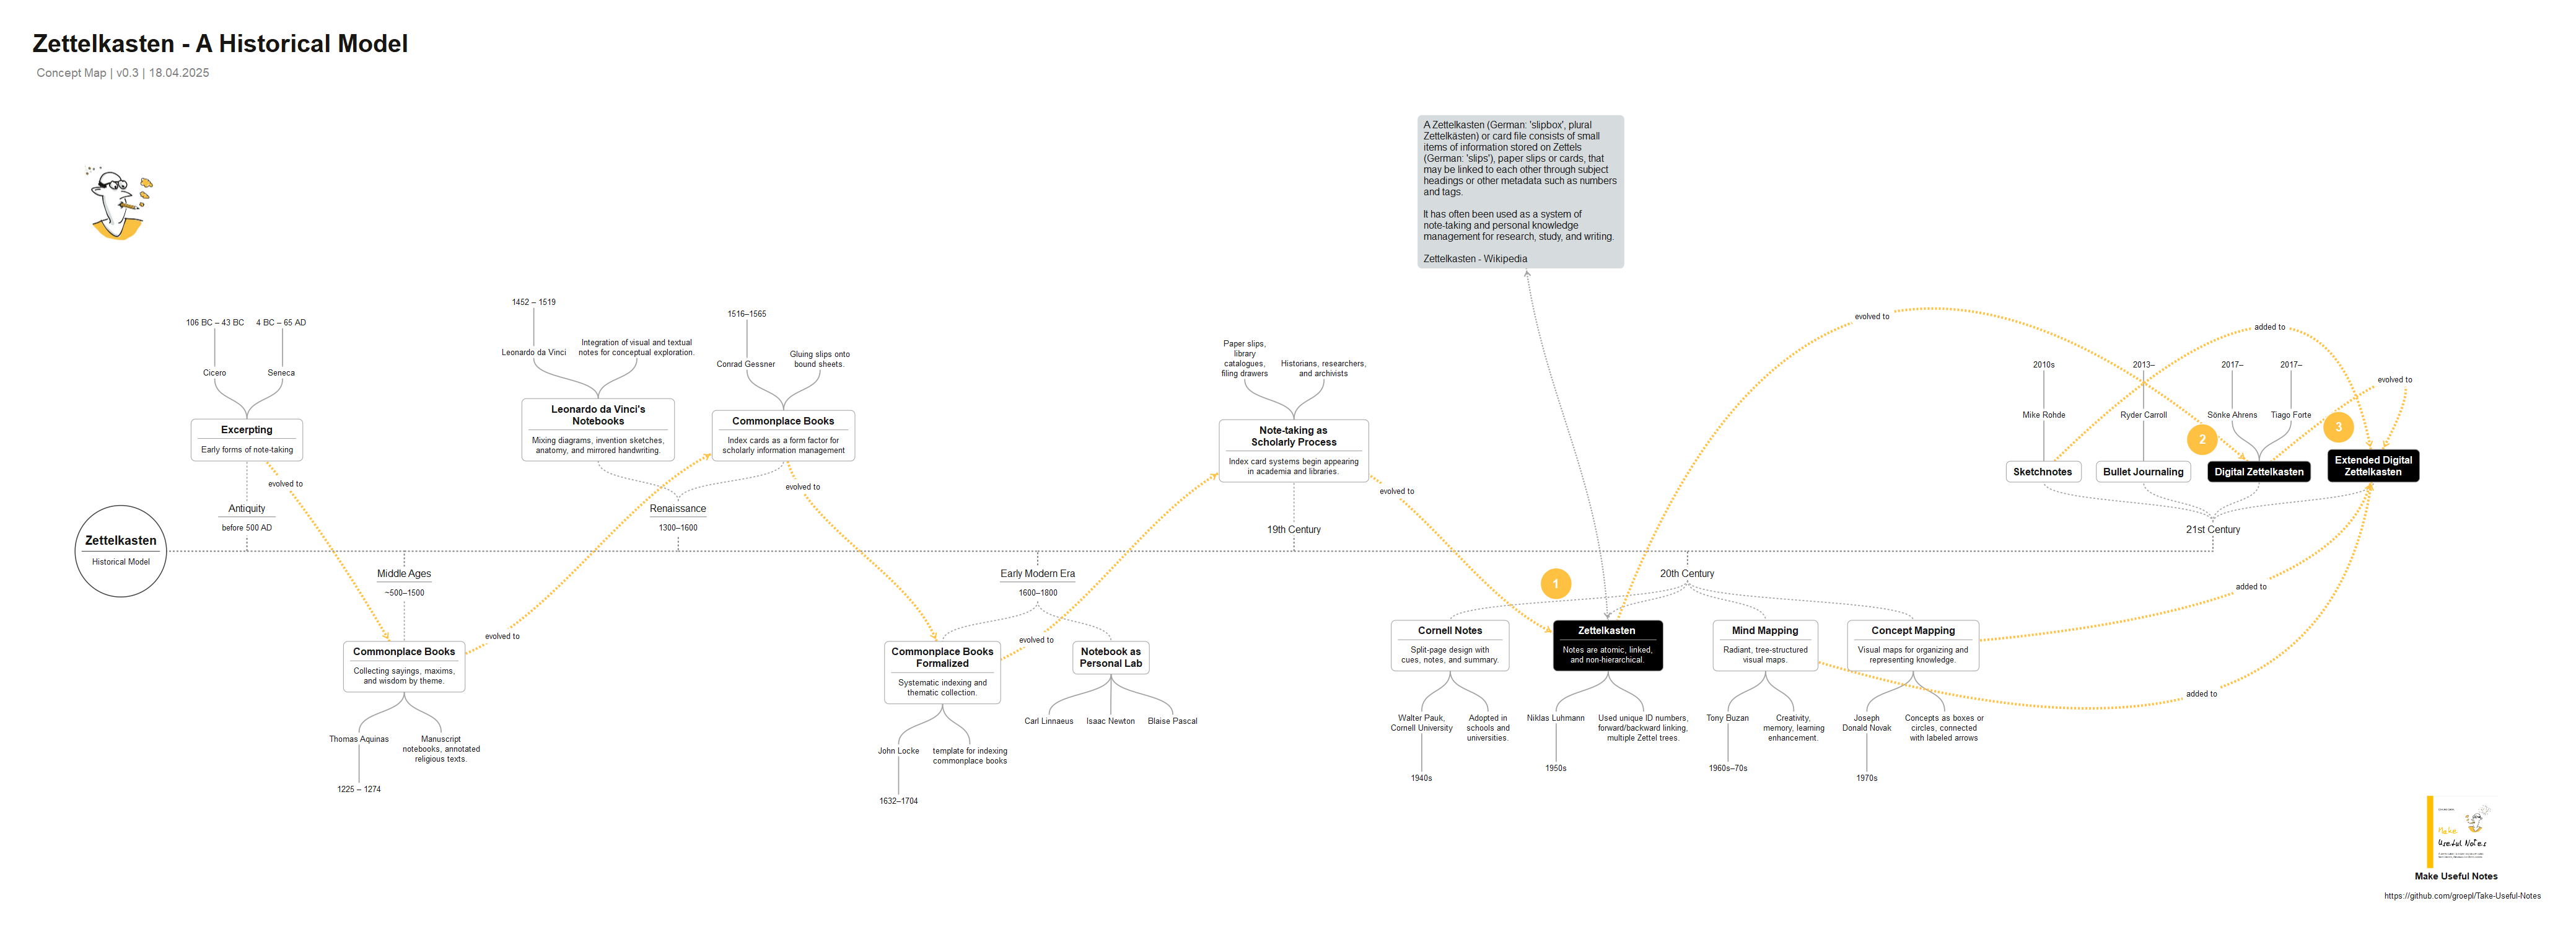 Zettelkasten - A Historical Model
Concept Map | v0.3 | 18.04.2025
A Zettelkasten (German: 'slipbox', plural
Zettelkästen) or card file consists of small
items of information stored on Zettels
(German: 'slips'), paper slips or cards, that
may be linked to each other through subject
headings or other metadata such as numbers
and tags.
It has often been used as a system of
note-taking and personal knowledge
management for research, study, and writing.
Zettelkasten - Wikipedia
Zettelkasten
Historical Model
106 BC – 43 BC
4 BC – 65 AD
Cicero
Seneca
Excerpting
Early forms of note-taking
evolved to
Antiquity
before 500 AD
Middle Ages
~500–1500
Commonplace Books
Collecting sayings, maxims,
and wisdom by theme.
Thomas Aquinas
1225 – 1274
Manuscript
notebooks, annotated
religious texts.
evolved to
1452 – 1519
Leonardo da Vinci
Integration of visual and textual
notes for conceptual exploration.
Leonardo da Vinci's
Notebooks
Mixing diagrams, invention sketches,
anatomy, and mirrored handwriting.
1516–1565
Conrad Gessner
Gluing slips onto
bound sheets.
Commonplace Books
Index cards as a form factor for
scholarly information management
evolved to
Renaissance
1300–1600
Early Modern Era
1600–1800
Commonplace Books
Formalized
Systematic indexing and
thematic collection.
John Locke
1632–1704
template for indexing
commonplace books
evolved to
Notebook as
Personal Lab
Carl Linnaeus
Isaac Newton
Blaise Pascal
Paper slips,
library
catalogues,
filing drawers
Historians, researchers,
and archivists
Note-taking as
Scholarly Process
Index card systems begin appearing
in academia and libraries.
evolved to
19th Century
20th Century
1
Cornell Notes
Split-page design with
cues, notes, and summary.
Walter Pauk,
Cornell University
1940s
Adopted in
schools and
universities.
Zettelkasten
Notes are atomic, linked,
and non-hierarchical.
Niklas Luhmann
1950s
Used unique ID numbers,
forward/backward linking,
multiple Zettel trees.
Mind Mapping
Radiant, tree-structured
visual maps.
Tony Buzan
1960s–70s
Creativity,
memory, learning
enhancement.
Concept Mapping
Visual maps for organizing and
representing knowledge.
Joseph
Donald Novak
1970s
Concepts as boxes or
circles, connected
with labeled arrows
evolved to
added to
evolved to
2010s
Mike Rohde
Sketchnotes
2013–
Ryder Carroll
Bullet Journaling
2017–
Sönke Ahrens
2017–
Tiago Forte
2
Digital Zettelkasten
3
Extended Digital
Zettelkasten
21st Century
added to
added to
Make
Useful Notes
Make Useful Notes
https://github.com/groepl/Take-Useful-Notes